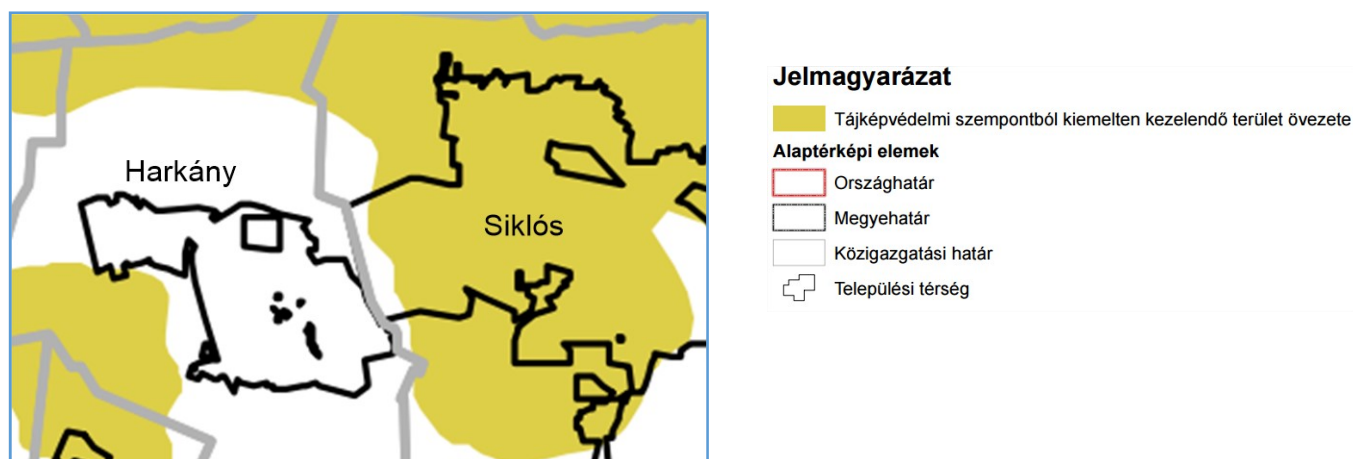 Harkány
Siklós
Jelmagyarázat
Tájképvédelmi szempontból kiemelten kezelendő terület övezete
Alaptérképi elemek
Országhatár
Megyehatár
Közigazgatási határ
Települési térség